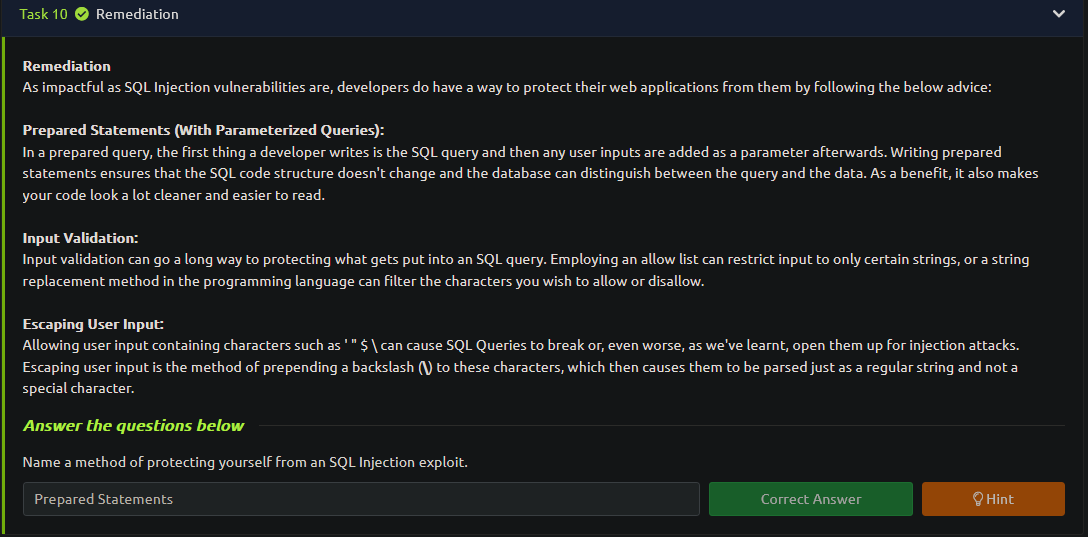 Task 10 Remediation
Remediation
As impactful as SQL Injection vulnerabilities are, developers do have a way to protect their web applications from them by following the below advice:
Prepared Statements (With Parameterized Queries):
In a prepared query, the first thing a developer writes is the SQL query and then any user inputs are added as a parameter afterwards. Writing prepared
statements ensures that the SQL code structure doesn't change and the database can distinguish between the query and the data. As a benefit, it also makes
your code look a lot cleaner and easier to read.
Input Validation:
Input validation can go a long way to protecting what gets put into an SQL query. Employing an allow list can restrict input to only certain strings, or a string
replacement method in the programming language can filter the characters you wish to allow or disallow.
Escaping User Input:
Allowing user input containing characters such as ' " $ \ can cause SQL Queries to break or, even worse, as we've learnt, open them up for injection attacks.
Escaping user input is the method of prepending a backslash (\) to these characters, which then causes them to be parsed just as a regular string and not a
special character.
Answer the questions below
Name a method of protecting yourself from an SQL Injection exploit.
Prepared Statements
Correct Answer
Hint